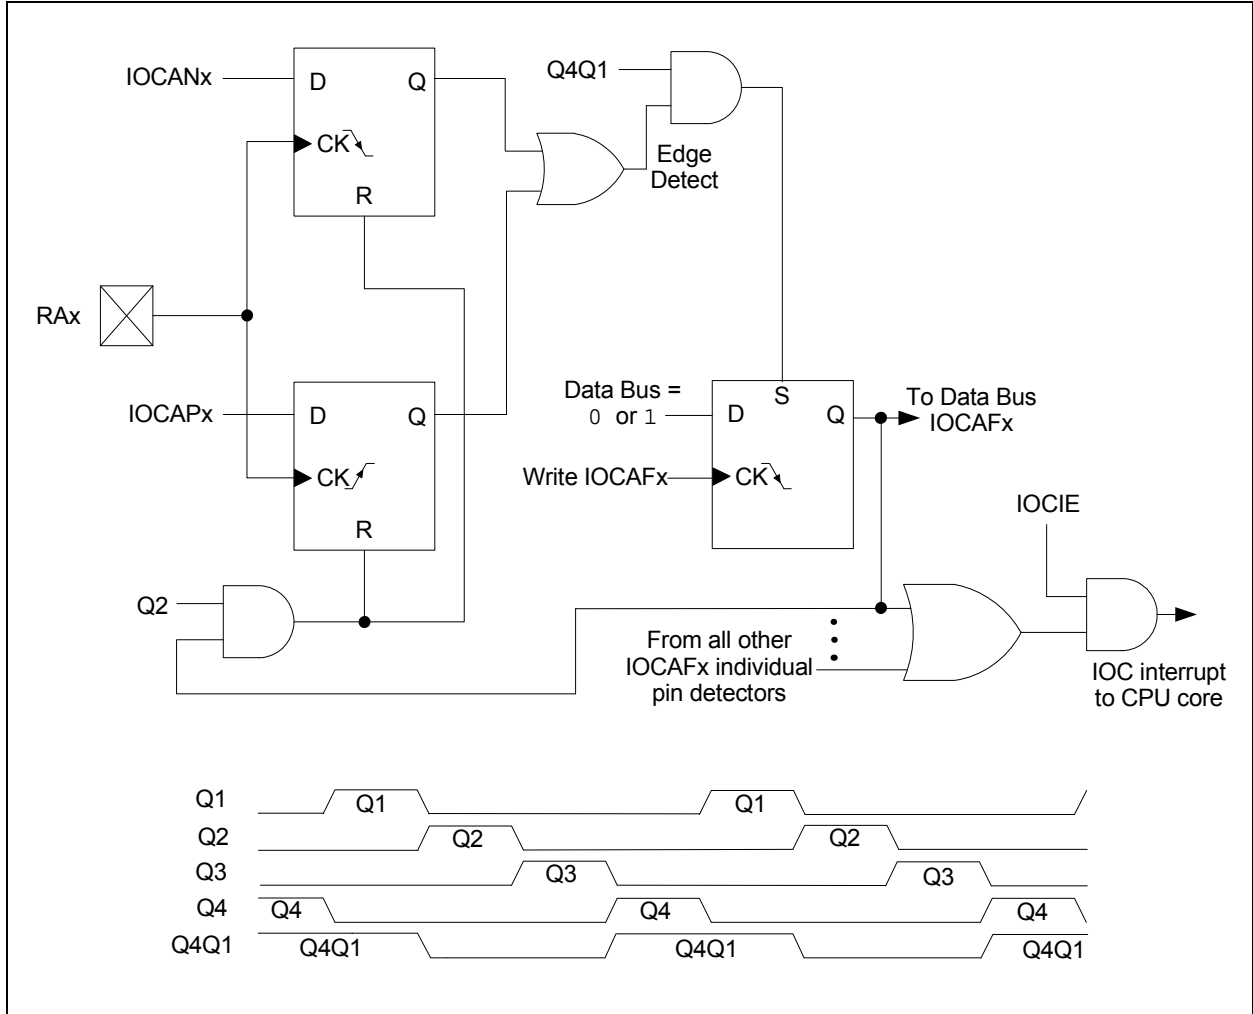 IOCANx
D
Q
CK
R
Q4Q1
Edge
Detect
RAx
IOCAPx
D
Q
CK
R
Data Bus =
0 or 1
S
D
Q
To Data Bus
IOCAFx
Write IOCAFx
CK
IOCIE
Q2
From all other
IOCAFx individual
pin detectors
IOC interrupt
to CPU core
Q1
Q1
Q1
Q2
Q2
Q2
Q3
Q3
Q3
Q4
Q4
Q4
Q4
Q4Q1
Q4Q1
Q4Q1
Q4Q1